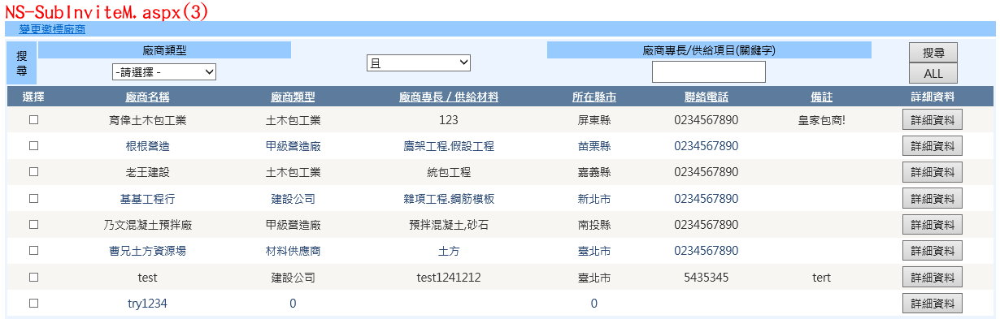 NS-SubInviteM.aspx(3)
變更邀標廠商
搜尋 廠商類型 廠商專長/供給項目(關鍵字) 搜尋
-請選擇 - 且 ALL
選擇 廠商名稱 廠商類型 廠商專長 / 供給材料 所在縣市 聯絡電話 備註 詳細資料
育偉土木包工業 土木包工業 123 屏東縣 0234567890 皇家包商! 詳細資料
根根營造 甲級營造廠 鷹架工程.假設工程 苗栗縣 0234567890 詳細資料
老王建設 土木包工業 統包工程 嘉義縣 0234567890 詳細資料
基基工程行 建設公司 雜項工程.鋼筋模板 新北市 0234567890 詳細資料
乃文混凝土預拌廠 甲級營造廠 預拌混凝土,砂石 南投縣 0234567890 詳細資料
曹兄土方資源場 材料供應商 土方 臺北市 0234567890 詳細資料
test 建設公司 test1241212 臺北市 5435345 tert 詳細資料
try1234 0 0 詳細資料